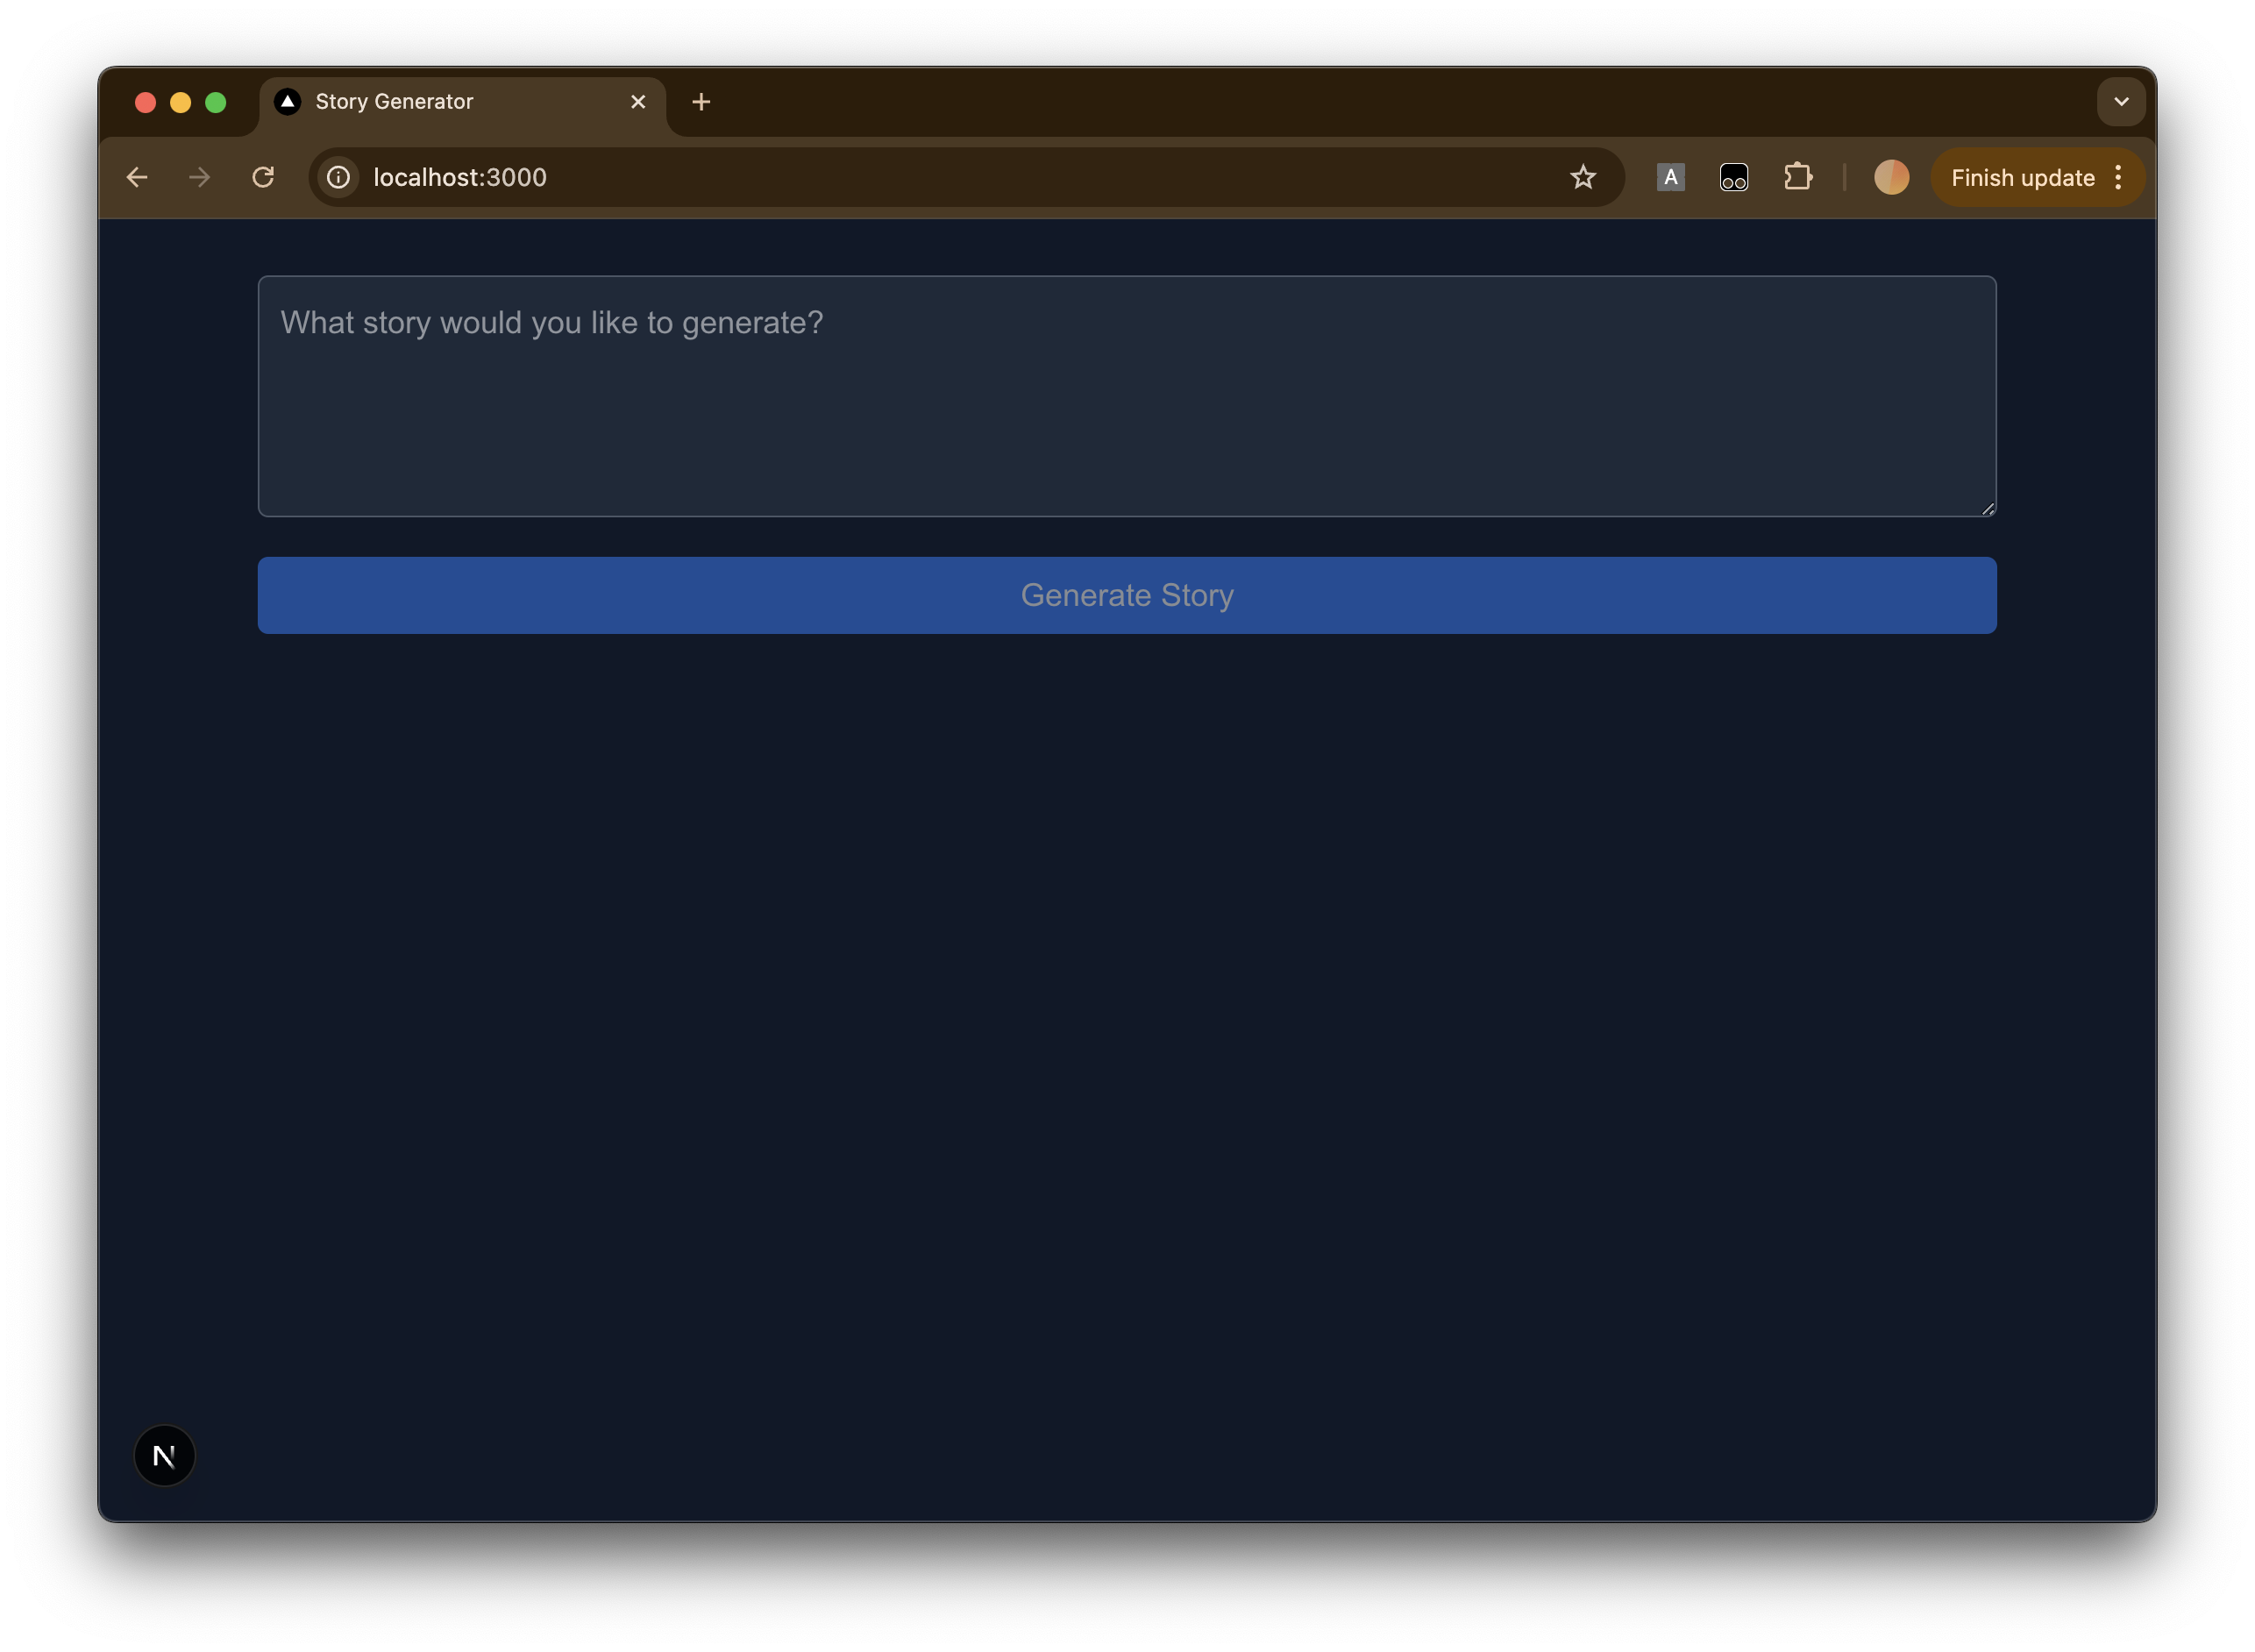 Story Generator
localhost:3000
A
Finish update
What story would you like to generate?
Generate Story
N